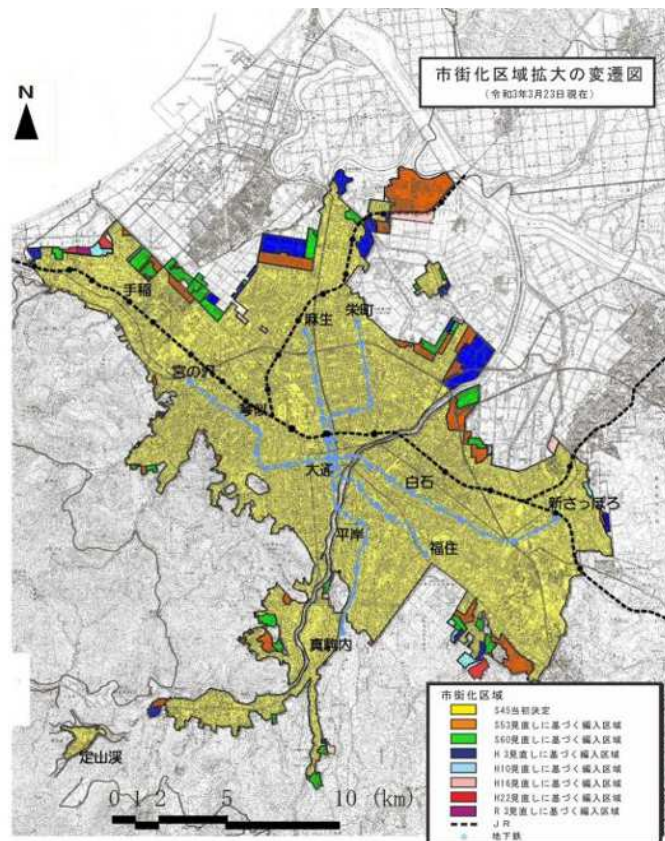 市街化区域拡大の変遷図
(令和3年3月23日現在)
N
手稲
麻生
栄町
宮の沢
琴似
大通
白石
新さっぽろ
平岸
福住
真駒内
定山渓
0 1 2 5 10 (km)
市街化区域
S45当初決定
S53見直しに基づく編入区域
S60見直しに基づく編入区域
H 3見直しに基づく編入区域
H10見直しに基づく編入区域
H16見直しに基づく編入区域
H22見直しに基づく編入区域
R 3見直しに基づく編入区域
JR
地下鉄